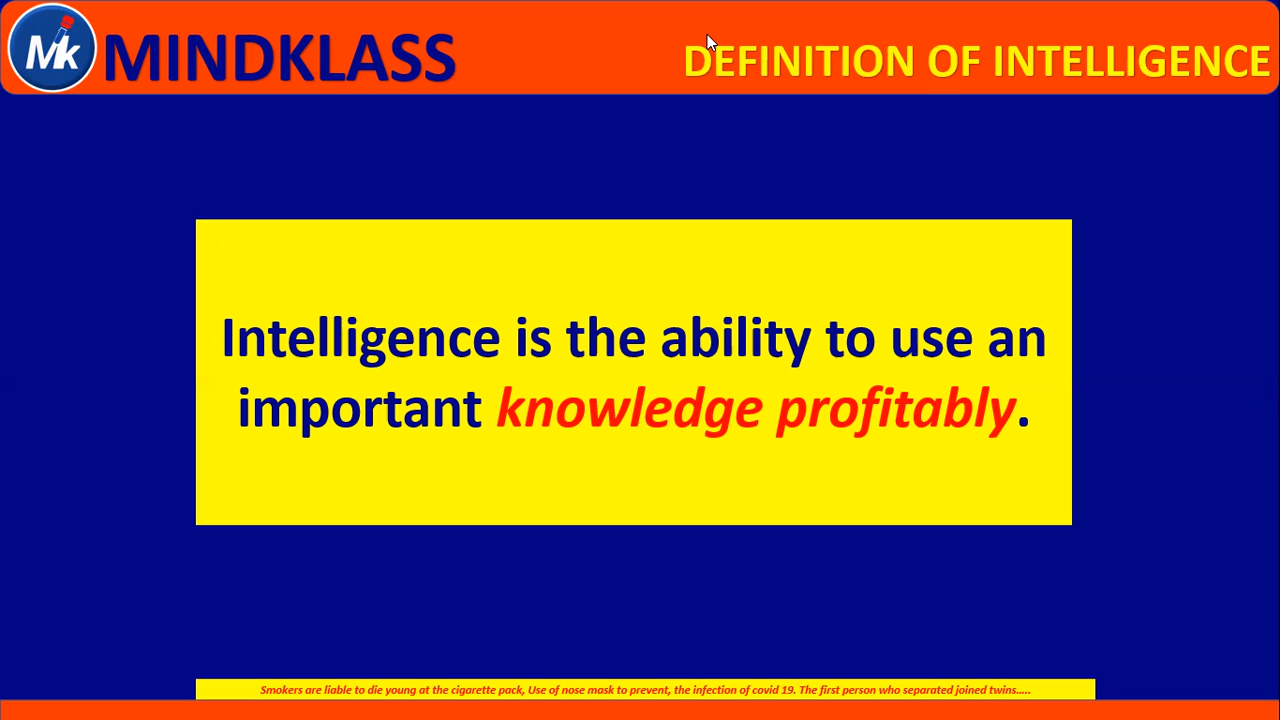 Mk MINDKLASS
DEFINITION OF INTELLIGENCE
Intelligence is the ability to use an
important knowledge profitably.
Smokers are liable to die young at the cigarette pack, Use of nose mask to prevent, the infection of covid 19. The first person who separated joined twins.....